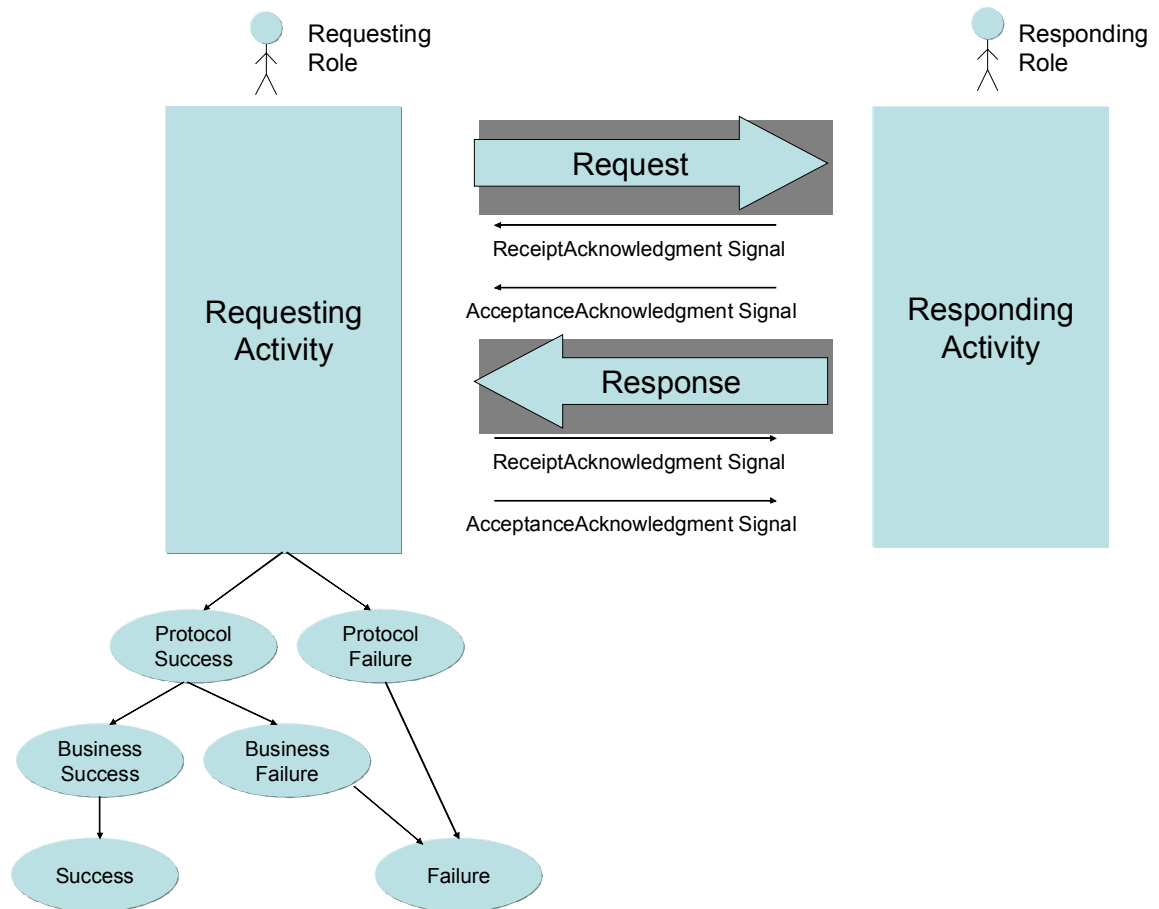 Requesting
Role
Responding
Role
Request
ReceiptAcknowledgment Signal
AcceptanceAcknowledgment Signal
Requesting
Activity
Responding
Activity
Response
ReceiptAcknowledgment Signal
AcceptanceAcknowledgment Signal
Protocol
Success
Protocol
Failure
Business
Success
Business
Failure
Success
Failure